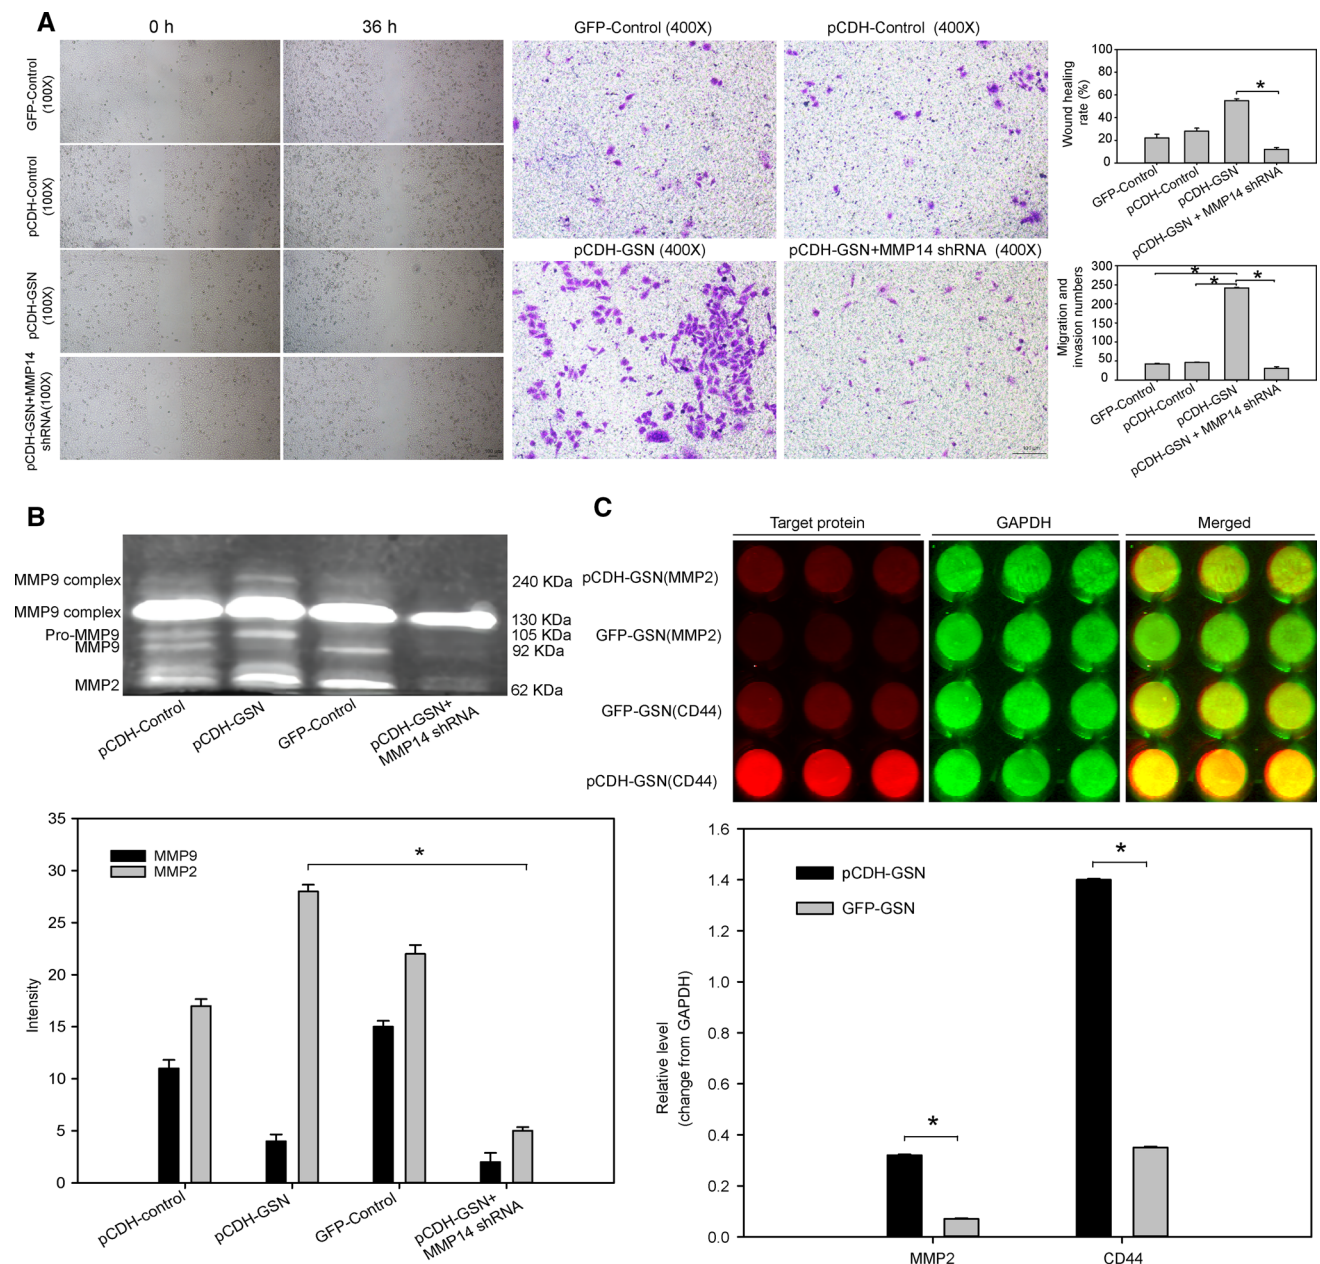 A
0 h
36 h
GFP-Control
(100X)
pCDH-Control
(100X)
pCDH-GSN
(100X)
pCDH-GSN+MMP14
shRNA(100X)
GFP-Control (400X)
pCDH-Control (400X)
pCDH-GSN (400X)
pCDH-GSN+MMP14 shRNA (400X)
Wound healing
rate (%)
100
80
60
40
20
0
*
GFP-Control
pCDH-Control
pCDH-GSN
pCDH-GSN + MMP14 shRNA
Migration and
invasion numbers
300
250
200
150
100
50
0
*
*
*
GFP-Control
pCDH-Control
pCDH-GSN
pCDH-GSN + MMP14 shRNA
B
MMP9 complex
MMP9 complex
Pro-MMP9
MMP9
MMP2
240 KDa
130 KDa
105 KDa
92 KDa
62 KDa
pCDH-Control
pCDH-GSN
GFP-Control
pCDH-GSN+
MMP14 shRNA
Intensity
35
30
25
20
15
10
5
0
MMP9
MMP2
*
pCDH-control
pCDH-GSN
GFP-Control
pCDH-GSN+
MMP14 shRNA
C
Target protein
GAPDH
Merged
pCDH-GSN(MMP2)
GFP-GSN(MMP2)
GFP-GSN(CD44)
pCDH-GSN(CD44)
Relative level
(change from GAPDH)
1.6
1.4
1.2
1.0
0.8
0.6
0.4
0.2
0.0
pCDH-GSN
GFP-GSN
*
*
MMP2
CD44